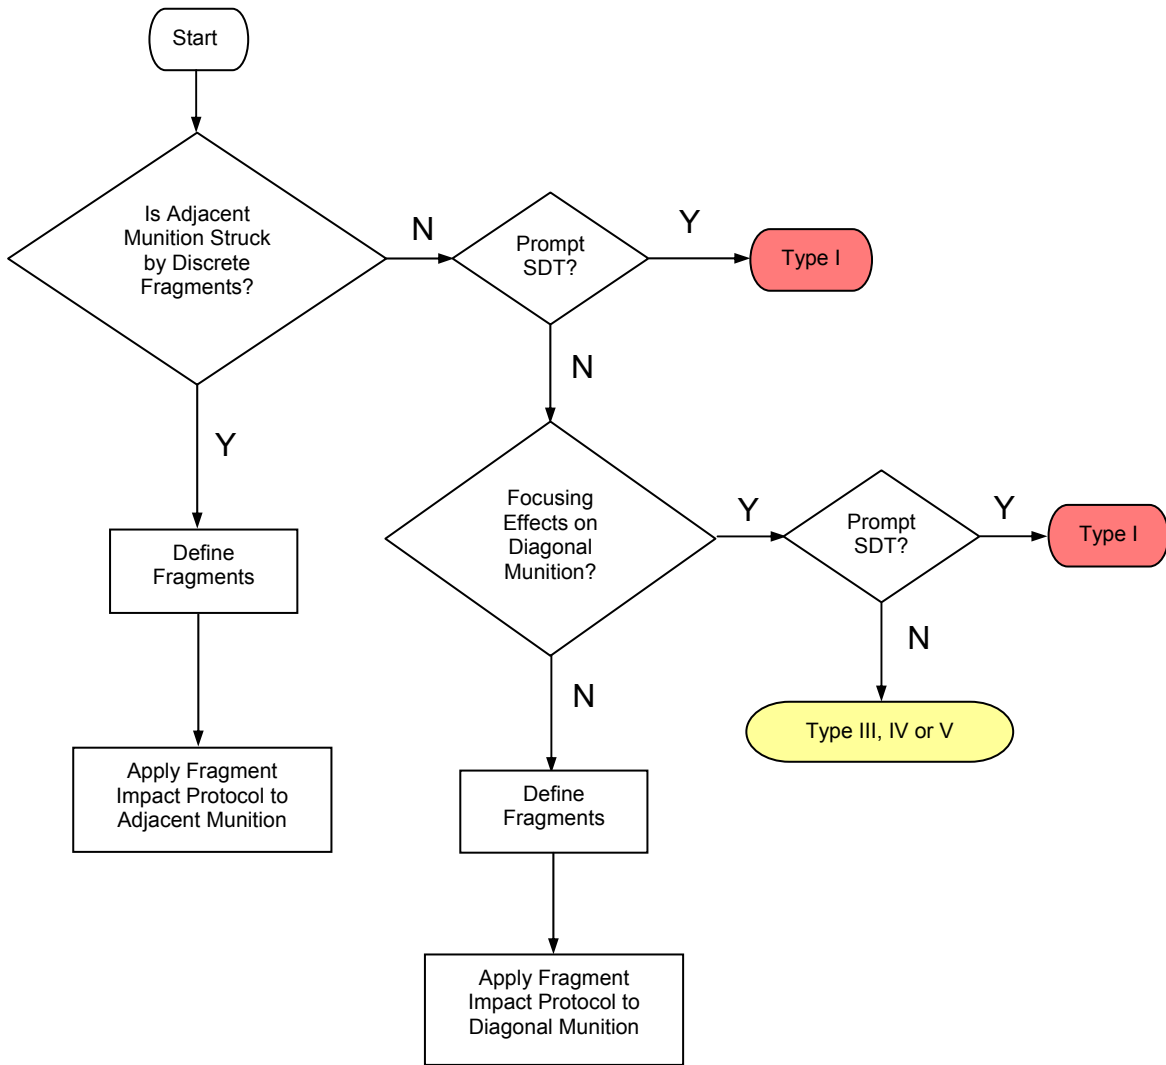 Start
Is Adjacent
Munition Struck
by Discrete
Fragments?
N
Prompt
SDT?
Y
Type I
N
Y
Focusing
Effects on
Diagonal
Munition?
Y
Prompt
SDT?
Y
Type I
Define
Fragments
N
N
Type III, IV or V
Apply Fragment
Impact Protocol to
Adjacent Munition
Define
Fragments
Apply Fragment
Impact Protocol to
Diagonal Munition